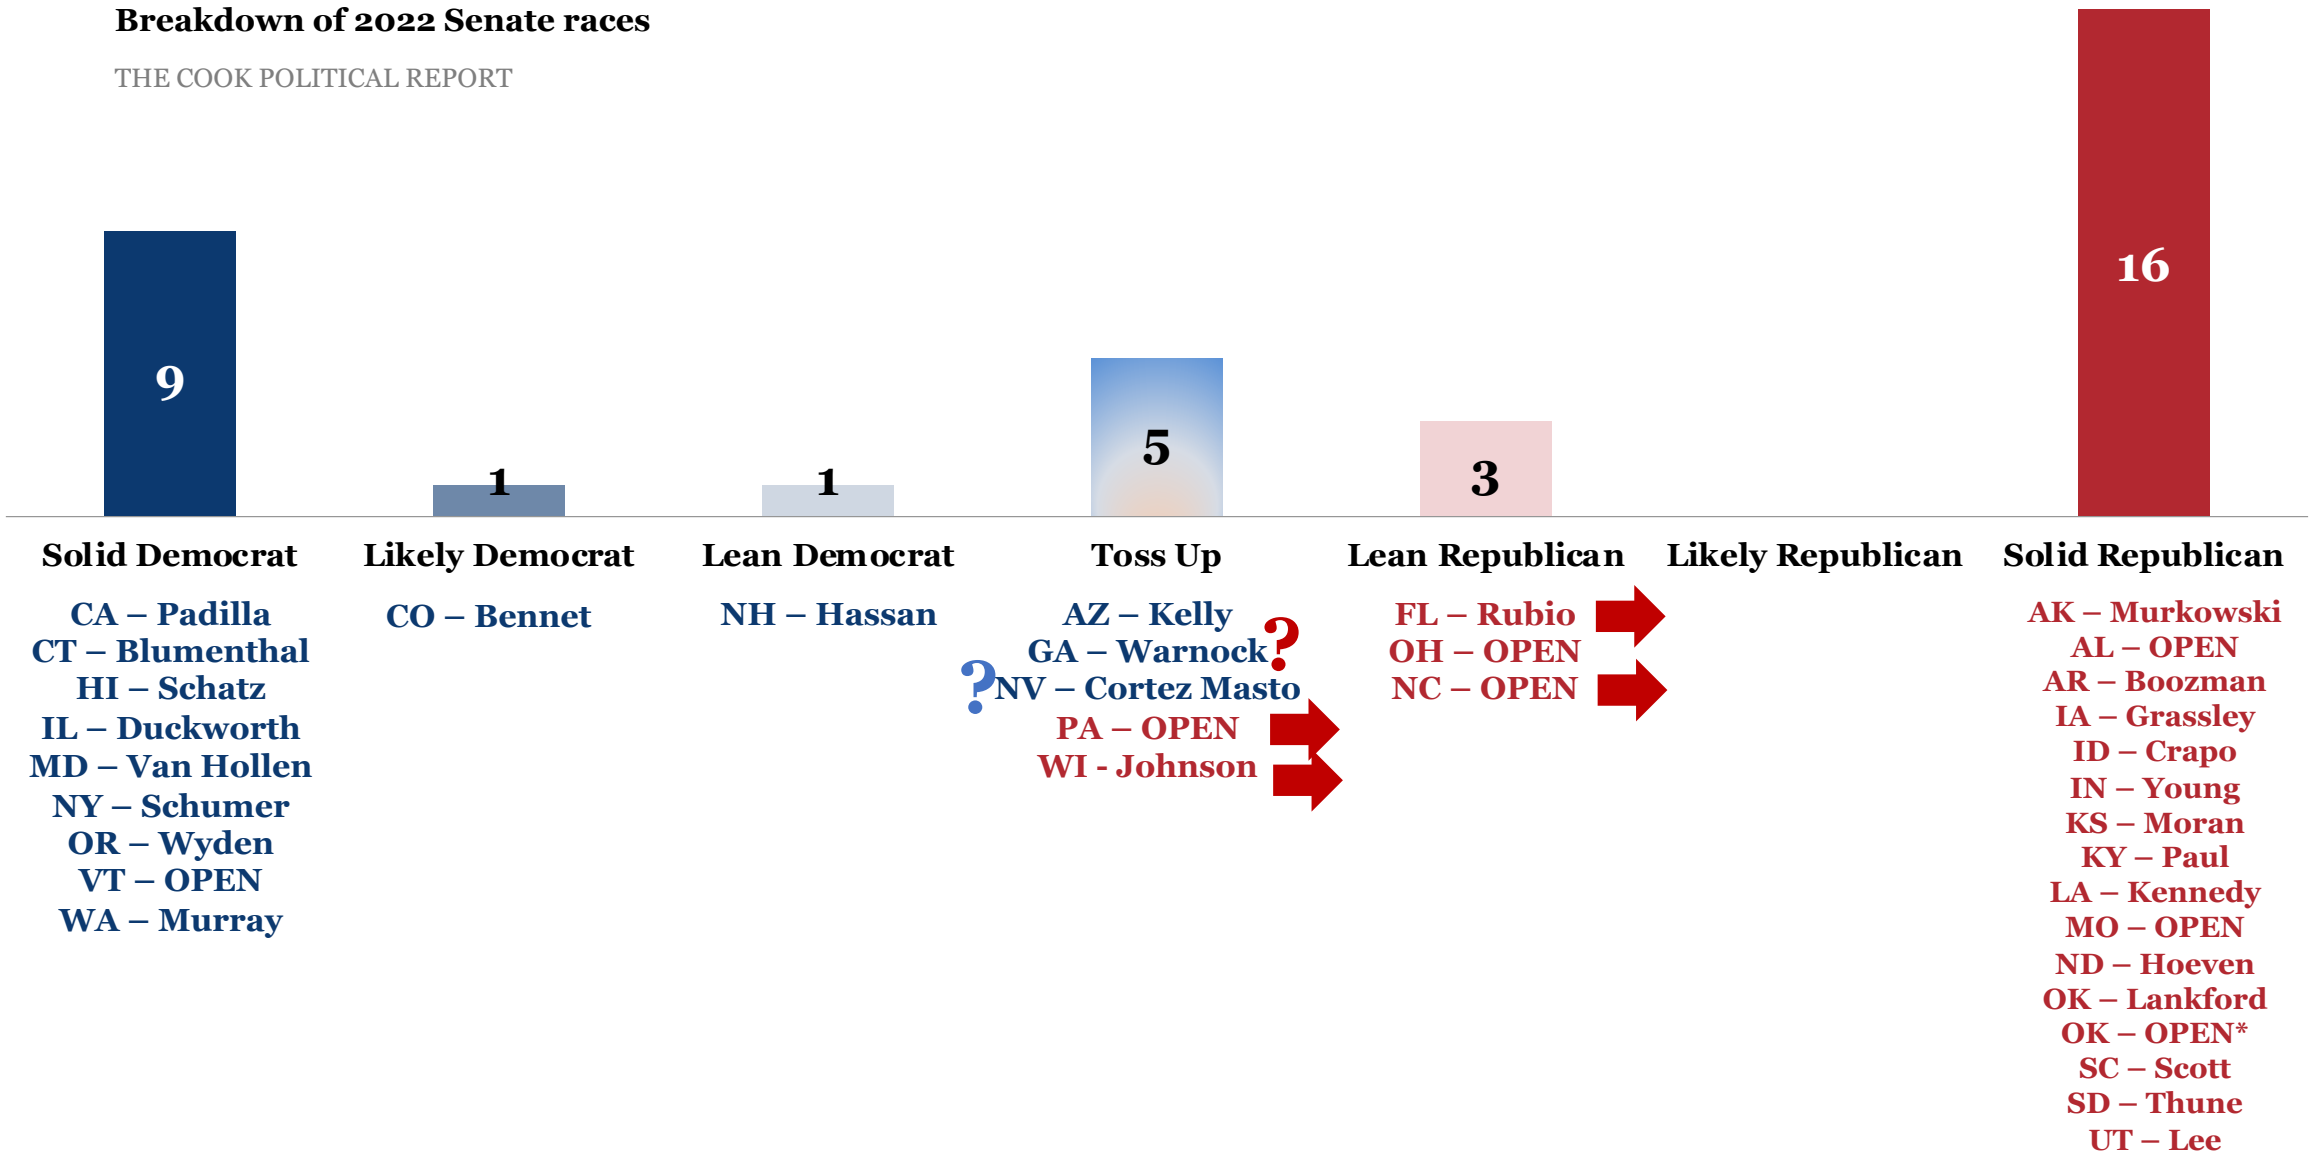 Breakdown of 2022 Senate races
THE COOK POLITICAL REPORT
9
1
1
5
3
16
Solid Democrat
Likely Democrat
Lean Democrat
Toss Up
Lean Republican
Likely Republican
Solid Republican
CA – Padilla
CT – Blumenthal
HI – Schatz
IL – Duckworth
MD – Van Hollen
NY – Schumer
OR – Wyden
VT – OPEN
WA – Murray
CO – Bennet
NH – Hassan
AZ – Kelly
GA – Warnock ?
? NV – Cortez Masto
PA – OPEN
WI - Johnson
FL – Rubio
OH – OPEN
NC – OPEN
AK – Murkowski
AL – OPEN
AR – Boozman
IA – Grassley
ID – Crapo
IN – Young
KS – Moran
KY – Paul
LA – Kennedy
MO – OPEN
ND – Hoeven
OK – Lankford
OK – OPEN*
SC – Scott
SD – Thune
UT – Lee